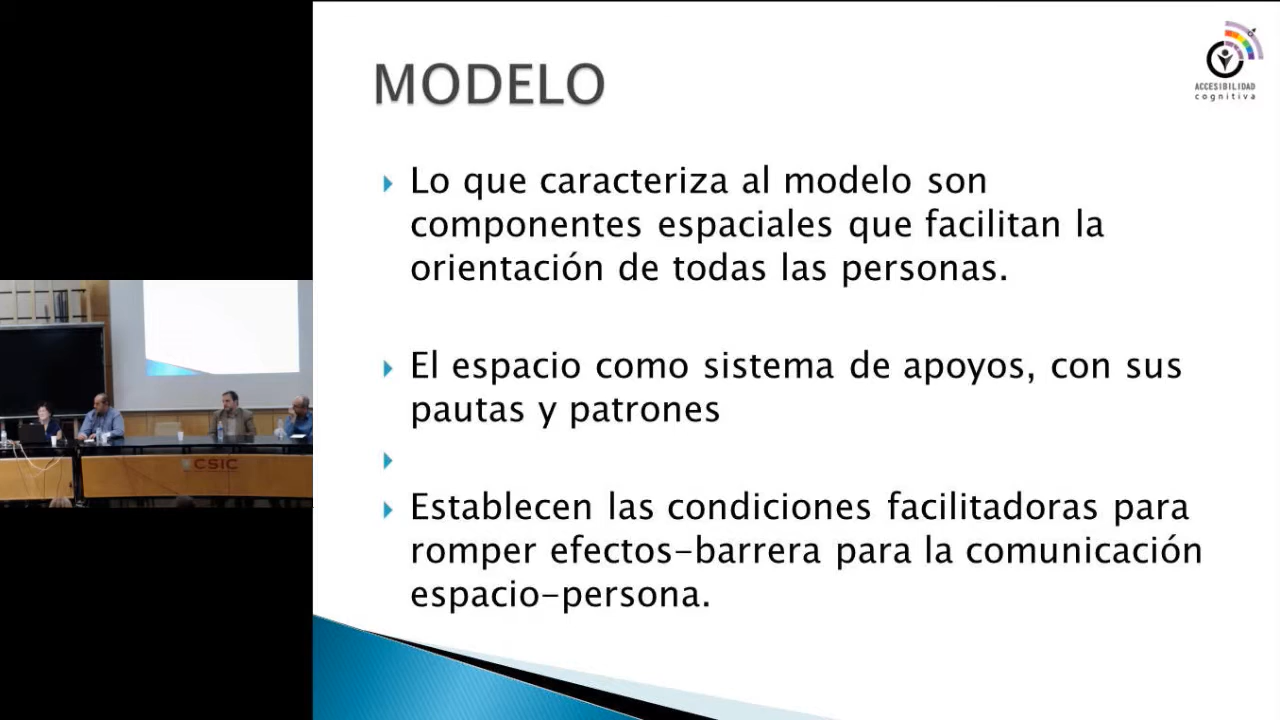 MODELO
ACCESIBILIDAD
cognitiva
Lo que caracteriza al modelo son
componentes espaciales que facilitan la
orientación de todas las personas.
El espacio como sistema de apoyos, con sus
pautas y patrones
Establecen las condiciones facilitadoras para
romper efectos-barrera para la comunicación
espacio-persona.
CSIC